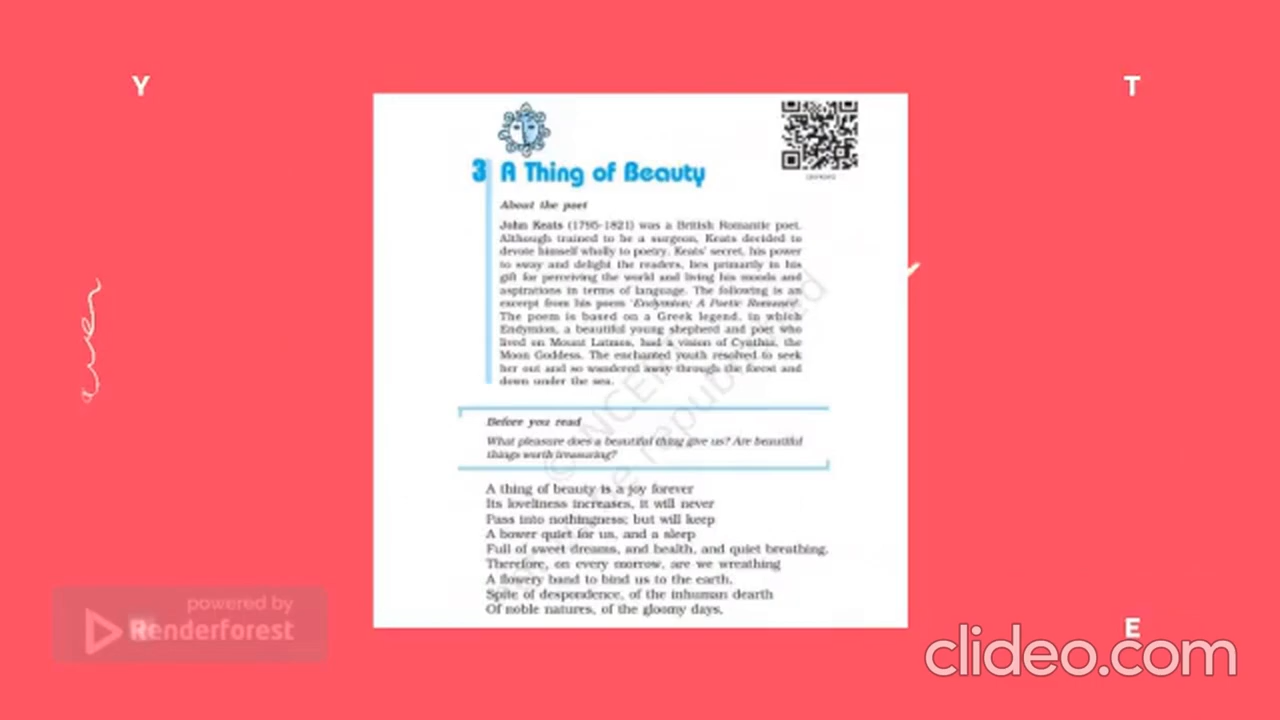 Y
T
3 A Thing of Beauty
About the poet
John Keats (1795-1821) was a British Romantic poet.
Although trained to be a surgeon, Keats decided to
devote himself wholly to poetry. Keats' secret, his power
to sway and delight the readers, lies primarily in his
gift for perceiving the world and living his moods and
aspirations in terms of language. The following is an
excerpt from his poem 'Endymion; A Poetic Romance'.
The poem is based on a Greek legend, in which
Endymion, a beautiful young shepherd and poet who
lived on Mount Latmos, had a vision of Cynthia, the
Moon Goddess. The enchanted youth resolved to seek
her out and so wandered away through the forest and
down under the sea.
Before you read
What pleasure does a beautiful thing give us? Are beautiful
things worth treasuring?
A thing of beauty is a joy forever
Its loveliness increases, it will never
Pass into nothingness; but will keep
A bower quiet for us, and a sleep
Full of sweet dreams, and health, and quiet breathing.
Therefore, on every morrow, are we wreathing
A flowery band to bind us to the earth,
Spite of despondence, of the inhuman dearth
Of noble natures, of the gloomy days,
powered by
Renderforest
E
clideo.com